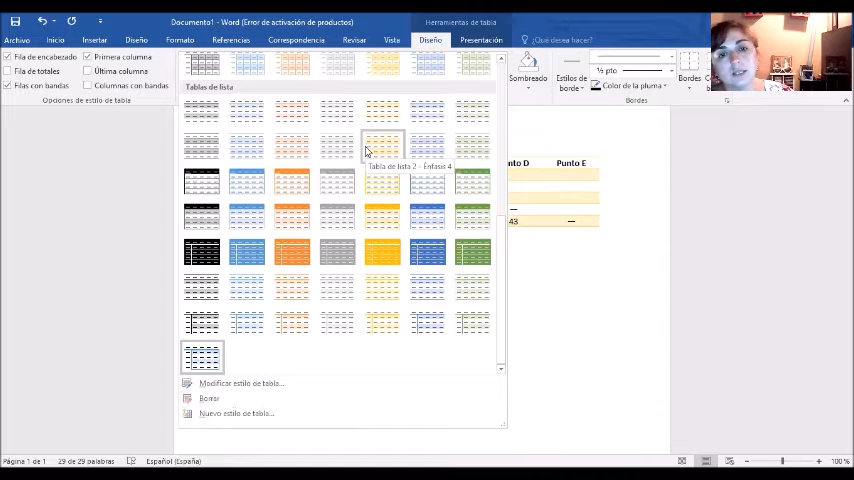 Documento1 - Word (Error de activación de productos)
Herramientas de tabla
Archivo
Inicio
Insertar
Diseño
Formato
Referencias
Correspondencia
Revisar
Vista
Diseño
Presentación
¿Qué desea hacer?
Fila de encabezado
Primera columna
Fila de totales
Última columna
Filas con bandas
Columnas con bandas
Opciones de estilo de tabla
Tablas de lista
Tabla de lista 2 - Énfasis 4
Modificar estilo de tabla...
Borrar
Nuevo estilo de tabla...
Sombreado
Estilos de
borde
½ pto
Color de la pluma
Bordes
Bordes
nto D
Punto E
—
43
—
Página 1 de 1
29 de 29 palabras
Español (España)
100 %